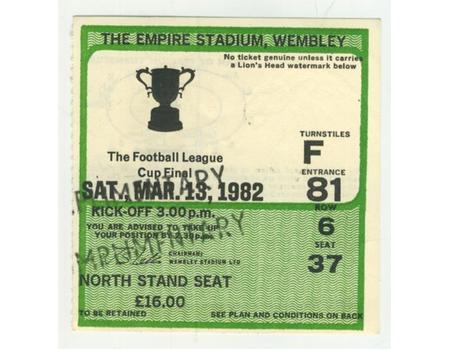 THE EMPIRE STADIUM, WEMBLEY
No ticket genuine unless it carries
a Lion's Head watermark below
TURNSTILES
F
ENTRANCE
81
ROW
6
SEAT
37
The Football League
Cup Final
SAT. MAR. 13, 1982
KICK-OFF 3.00 p.m.
YOU ARE ADVISED TO TAKE UP
YOUR POSITION BY 2.30 p.m.
CHAIRMAN:
WEMBLEY STADIUM LTD
NORTH STAND SEAT
£16.00
TO BE RETAINED
SEE PLAN AND CONDITIONS ON BACK